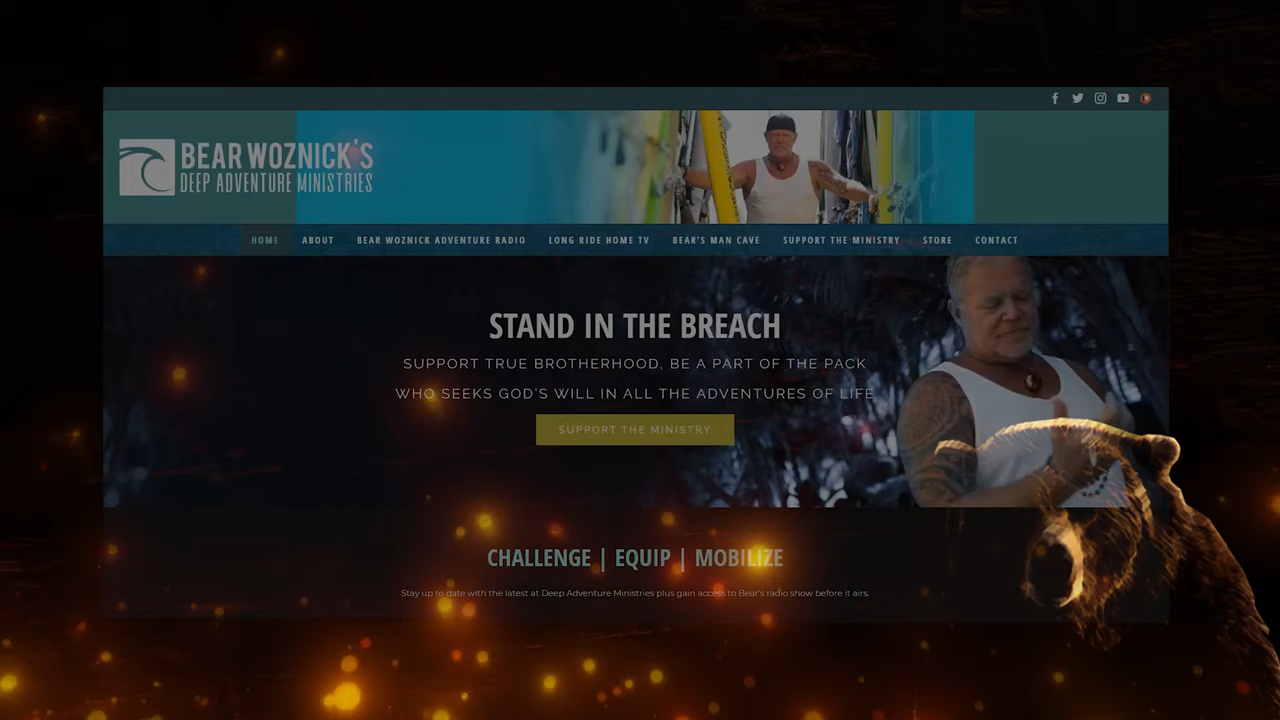 BEAR WOZNICK'S
DEEP ADVENTURE MINISTRIES
HOME ABOUT BEAR WOZNICK ADVENTURE RADIO LONG RIDE HOME TV BEAR'S MAN CAVE SUPPORT THE MINISTRY STORE CONTACT
STAND IN THE BREACH
SUPPORT TRUE BROTHERHOOD, BE A PART OF THE PACK
WHO SEEKS GOD'S WILL IN ALL THE ADVENTURES OF LIFE
SUPPORT THE MINISTRY
CHALLENGE | EQUIP | MOBILIZE
Stay up to date with the latest at Deep Adventure Ministries plus gain access to Bear's radio show before it airs.